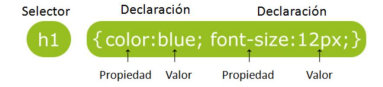 Selector Declaración Declaración
h1 {color:blue; font-size:12px;}
Propiedad Valor Propiedad Valor